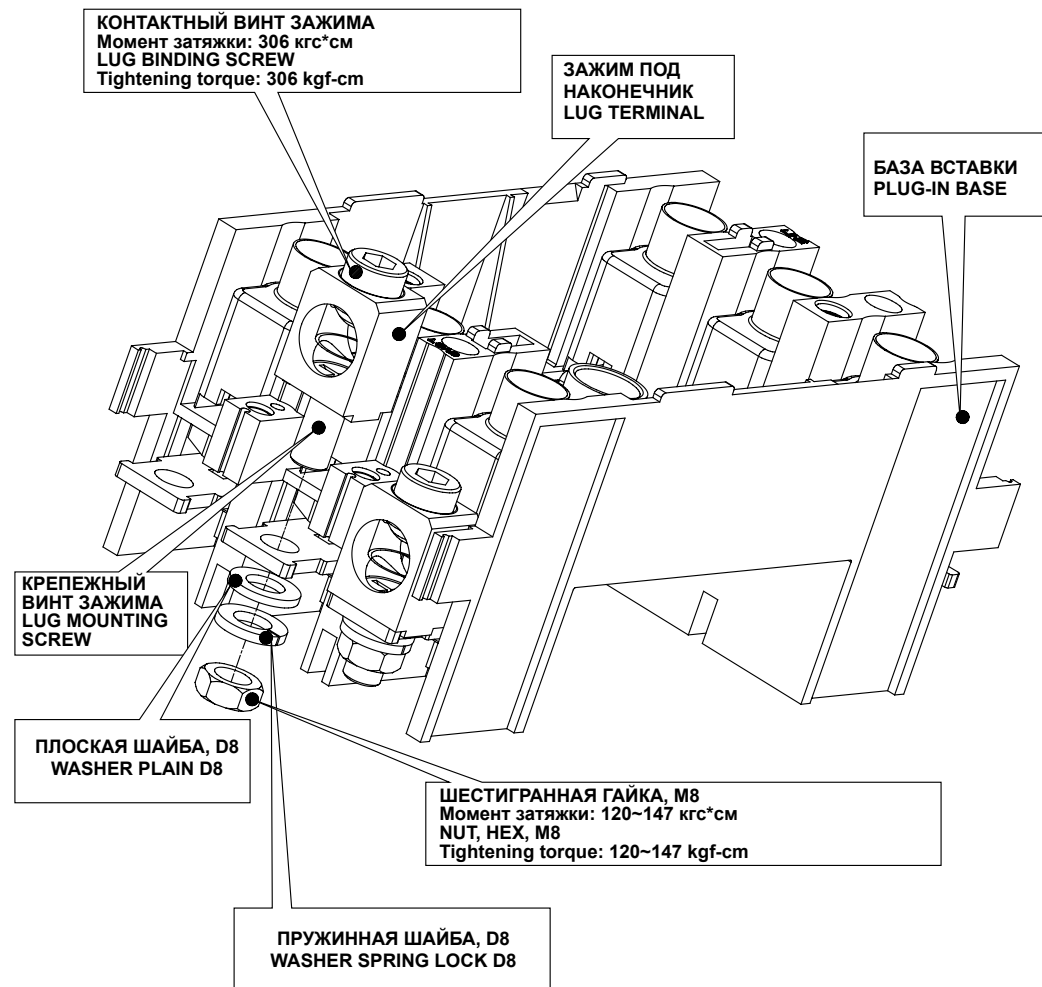 КОНТАКТНЫЙ ВИНТ ЗАЖИМА
Момент затяжки: 306 кгс*см
LUG BINDING SCREW
Tightening torque: 306 kgf-cm
ЗАЖИМ ПОД
НАКОНЕЧНИК
LUG TERMINAL
БАЗА ВСТАВКИ
PLUG-IN BASE
КРЕПЕЖНЫЙ
ВИНТ ЗАЖИМА
LUG MOUNTING
SCREW
ПЛОСКАЯ ШАЙБА, D8
WASHER PLAIN D8
ШЕСТИГРАННАЯ ГАЙКА, М8
Момент затяжки: 120~147 кгс*см
NUT, HEX, M8
Tightening torque: 120~147 kgf-cm
ПРУЖИННАЯ ШАЙБА, D8
WASHER SPRING LOCK D8